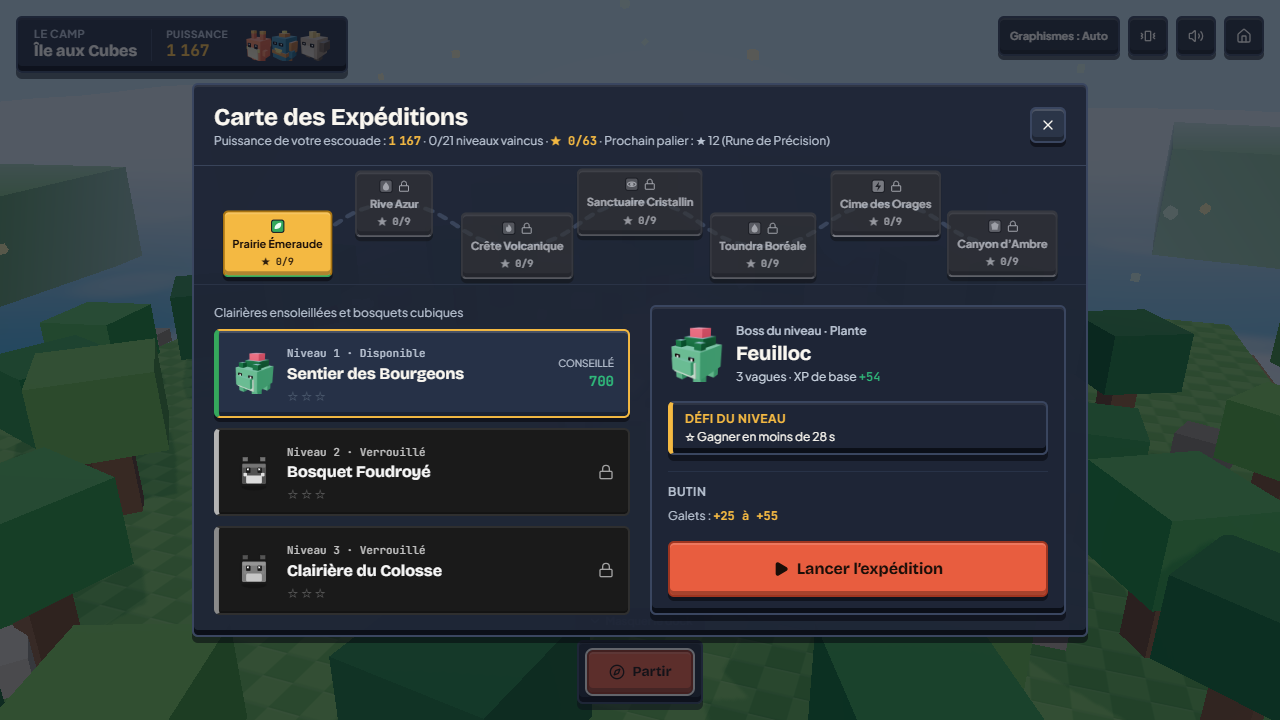 LE CAMP
Île aux Cubes
PUISSANCE
1 167
Graphismes : Auto
Carte des Expéditions
Puissance de votre escouade : 1 167 · 0/21 niveaux vaincus · ★ 0/63 · Prochain palier : ★ 12 (Rune de Précision)
Prairie Émeraude
★ 0/9
Rive Azur
★ 0/9
Crête Volcanique
★ 0/9
Sanctuaire Cristallin
★ 0/9
Toundra Boréale
★ 0/9
Cime des Orages
★ 0/9
Canyon d'Ambre
★ 0/9
Clairières ensoleillées et bosquets cubiques
Niveau 1 · Disponible
Sentier des Bourgeons
☆☆☆
CONSEILLÉ
700
Niveau 2 · Verrouillé
Bosquet Foudroyé
☆☆☆
Niveau 3 · Verrouillé
Clairière du Colosse
☆☆☆
Boss du niveau · Plante
Feuilloc
3 vagues · XP de base +54
DÉFI DU NIVEAU
☆ Gagner en moins de 28 s
BUTIN
Galets : +25 à +55
Lancer l'expédition
Partir